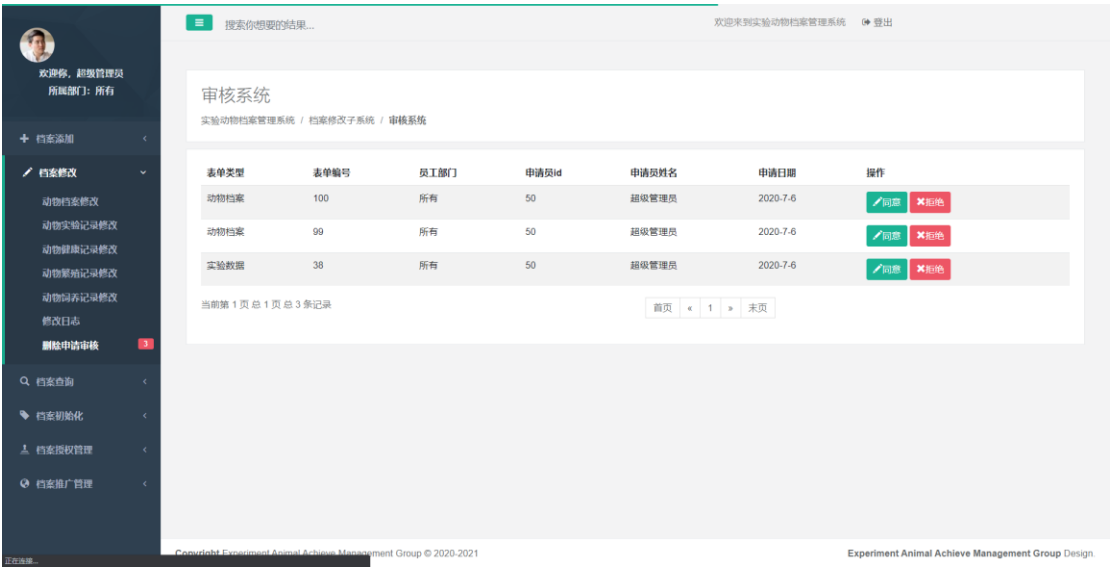 欢迎你，超级管理员
所属部门：所有
档案添加
档案修改
动物档案修改
动物实验记录修改
动物健康记录修改
动物繁殖记录修改
动物饲养记录修改
修改日志
删除申请审核 3
档案查询
档案初始化
档案授权管理
档案推广管理
正在连接...
搜索你想要的结果... 欢迎来到实验动物档案管理系统 登出
审核系统
实验动物档案管理系统 / 档案修改子系统 / 审核系统
表单类型 表单编号 员工部门 申请员id 申请员姓名 申请日期 操作
动物档案 100 所有 50 超级管理员 2020-7-6 同意 拒绝
动物档案 99 所有 50 超级管理员 2020-7-6 同意 拒绝
实验数据 38 所有 50 超级管理员 2020-7-6 同意 拒绝
当前第 1 页 总 1 页 总 3 条记录 首页 « 1 » 末页
Copyright Experiment Animal Achieve Management Group © 2020-2021 Experiment Animal Achieve Management Group Design.